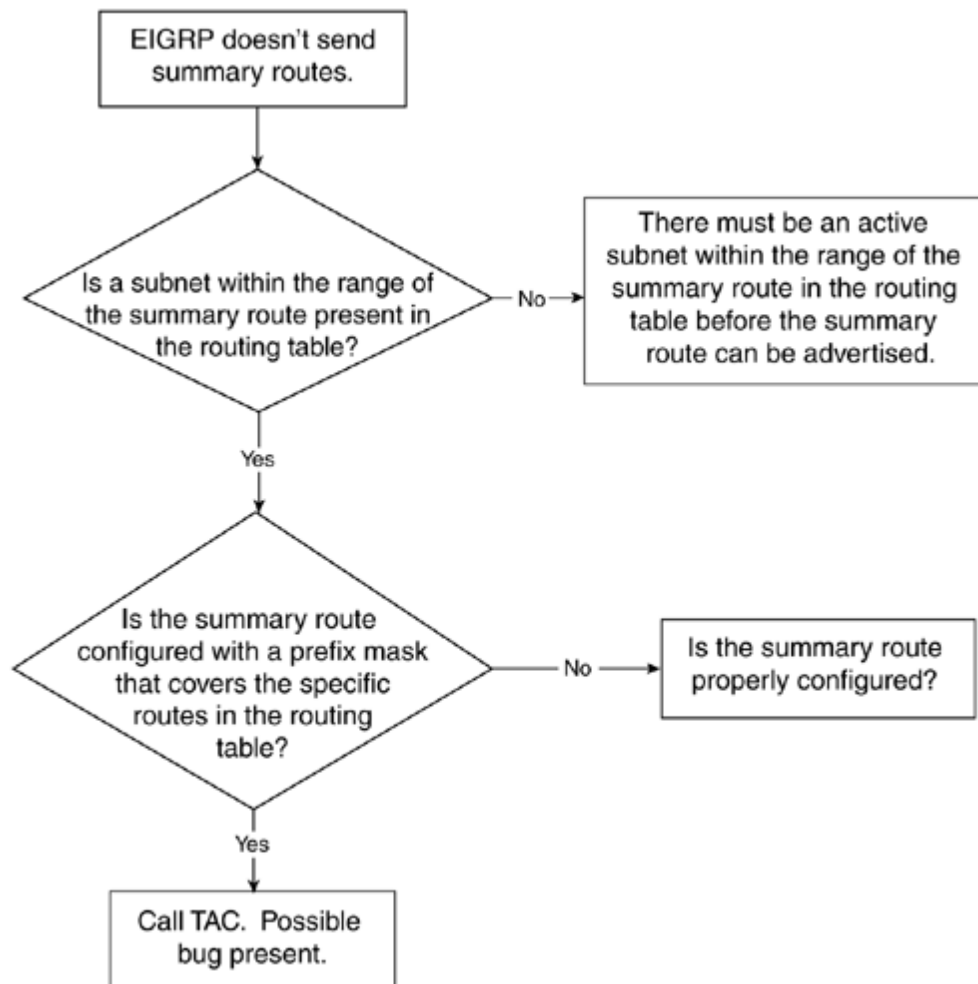 EIGRP doesn't send
summary routes.
Is a subnet within the range of
the summary route present in
the routing table?
No
There must be an active
subnet within the range of the
summary route in the routing
table before the summary
route can be advertised.
Yes
Is the summary route
configured with a prefix mask
that covers the specific
routes in the routing
table?
No
Is the summary route
properly configured?
Yes
Call TAC. Possible
bug present.